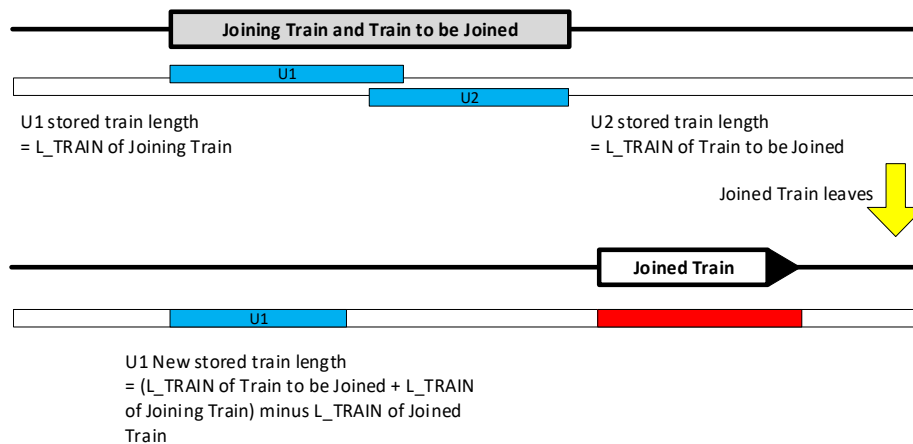 Joining Train and Train to be Joined
U1
U2
U1 stored train length
= L_TRAIN of Joining Train
U2 stored train length
= L_TRAIN of Train to be Joined
Joined Train leaves
Joined Train
U1
U1 New stored train length
= (L_TRAIN of Train to be Joined + L_TRAIN
of Joining Train) minus L_TRAIN of Joined
Train